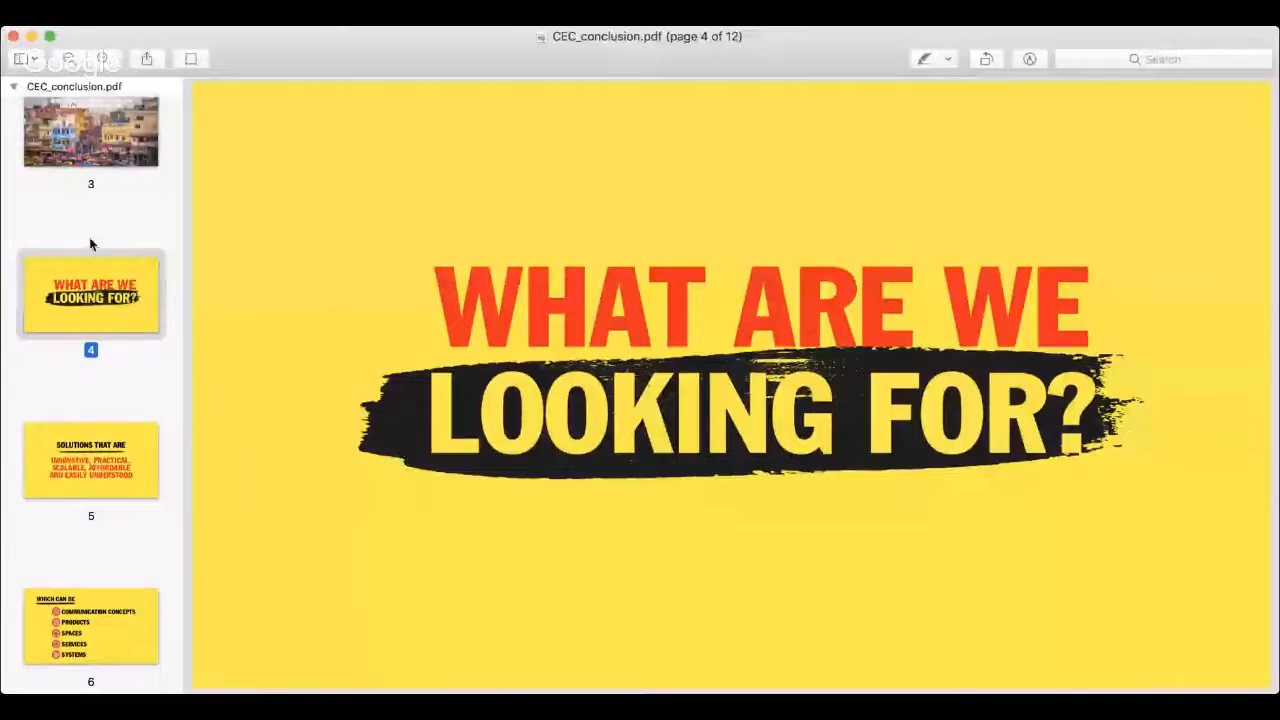 CEC_conclusion.pdf (page 4 of 12)
Google
Search
CEC_conclusion.pdf
3
WHAT ARE WE
LOOKING FOR?
4
SOLUTIONS THAT ARE
INNOVATIVE, PRACTICAL,
SCALABLE, AFFORDABLE
AND EASILY UNDERSTOOD
5
WHICH CAN BE
COMMUNICATION CONCEPTS
PRODUCTS
SPACES
SERVICES
SYSTEMS
6
WHAT ARE WE
LOOKING FOR?